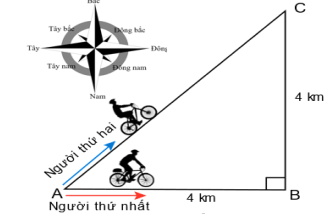 Bắc
Tây bắc
Đông bắc
Tây
Đông
Tây nam
Đông nam
Nam
C
Người thứ hai
4 km
A
4 km
B
Người thứ nhất